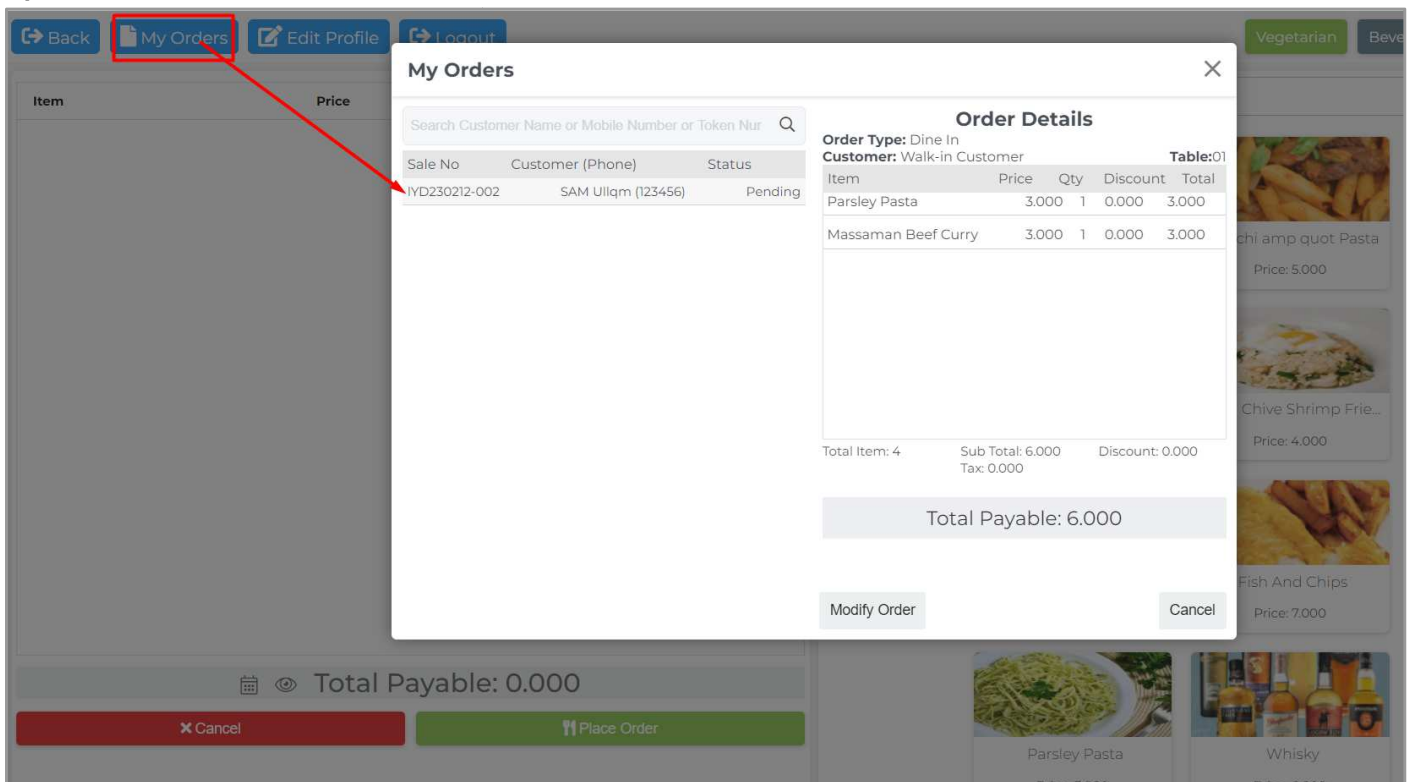 Back My Orders Edit Profile Logout Vegetarian
My Orders
Item Price
Search Customer Name or Mobile Number or Token Nur
Sale No Customer (Phone) Status
IYD230212-002 SAM Ullqm (123456) Pending
Order Details
Order Type: Dine In
Customer: Walk-in Customer Table:01
Item Price Qty Discount Total
Parsley Pasta 3.000 1 0.000 3.000
Massaman Beef Curry 3.000 1 0.000 3.000
Total Item: 4 Sub Total: 6.000 Discount: 0.000
Tax: 0.000
Total Payable: 6.000
Modify Order Cancel
chi amp quot Pasta
Price: 5.000
Chive Shrimp Frie...
Price: 4.000
Fish And Chips
Price: 7.000
Total Payable: 0.000
Cancel Place Order
Parsley Pasta Whisky